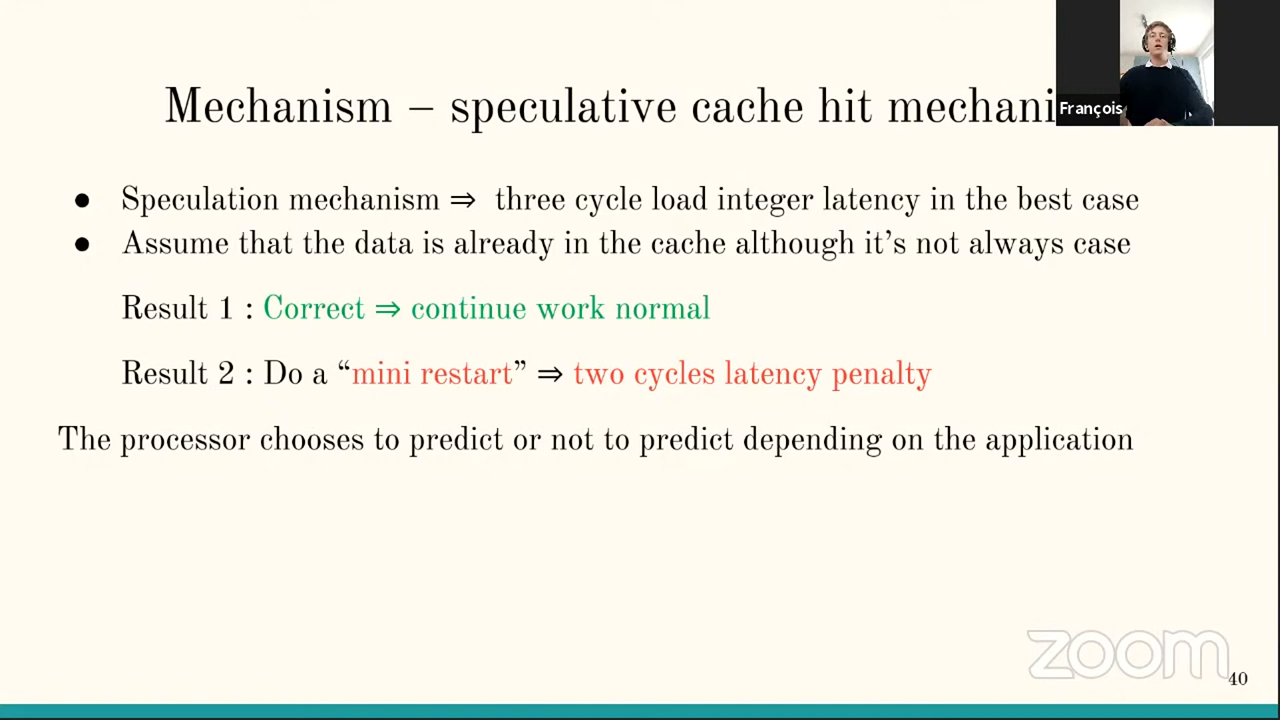 Mechanism – speculative cache hit mechani
François
● Speculation mechanism ⇒ three cycle load integer latency in the best case
● Assume that the data is already in the cache although it's not always case
Result 1 : Correct ⇒ continue work normal
Result 2 : Do a “mini restart” ⇒ two cycles latency penalty
The processor chooses to predict or not to predict depending on the application
zoom
40